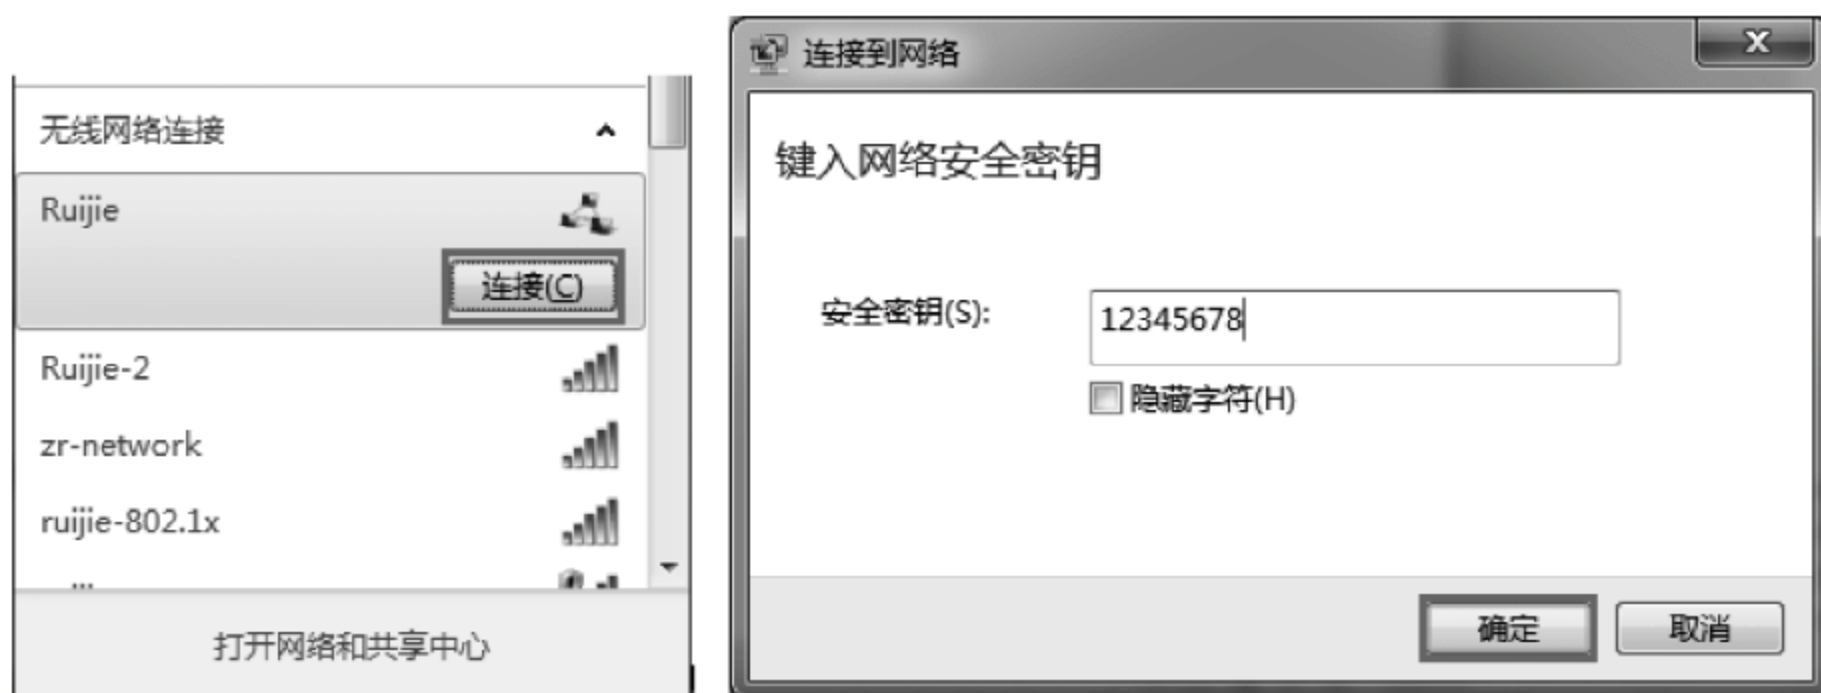 无线网络连接
Ruijie
连接(C)
Ruijie-2
zr-network
ruijie-802.1x
打开网络和共享中心
连接到网络
键入网络安全密钥
安全密钥(S):
12345678
隐藏字符(H)
确定
取消